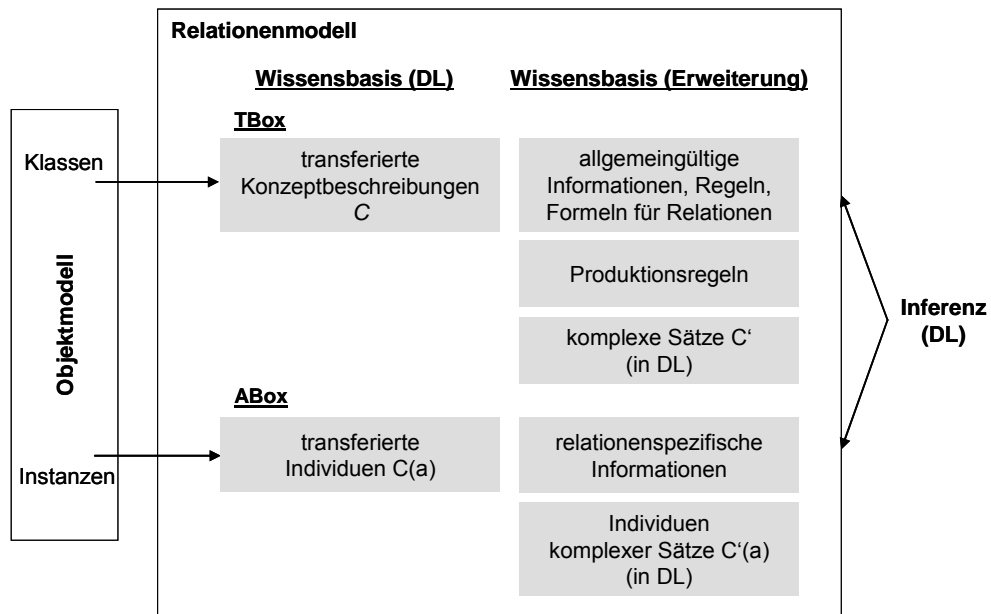 Relationenmodell
Wissensbasis (DL)
Wissensbasis (Erweiterung)
TBox
Klassen
transferierte
Konzeptbeschreibungen
C
allgemeingültige
Informationen, Regeln,
Formeln für Relationen
Produktionsregeln
Objektmodell
Inferenz
(DL)
komplexe Sätze C‘
(in DL)
ABox
Instanzen
transferierte
Individuen C(a)
relationenspezifische
Informationen
Individuen
komplexer Sätze C‘(a)
(in DL)